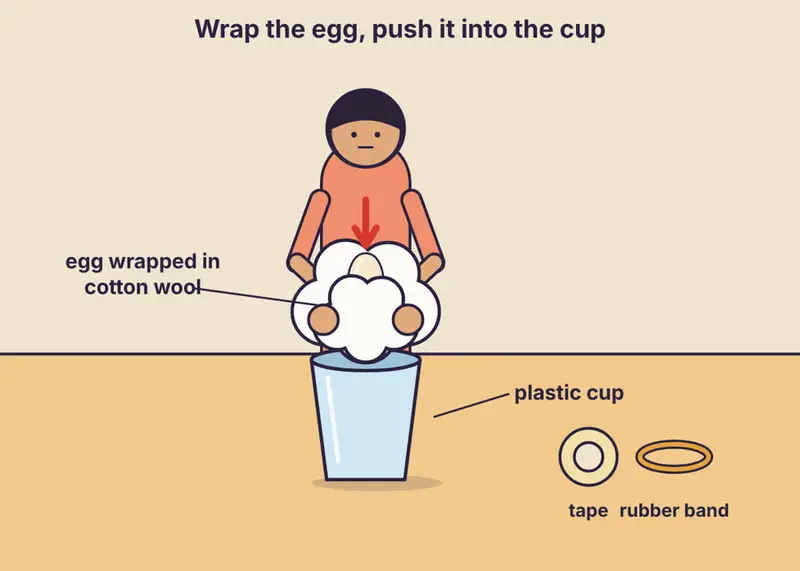 Wrap the egg, push it into the cup
egg wrapped in
cotton wool
plastic cup
tape
rubber band